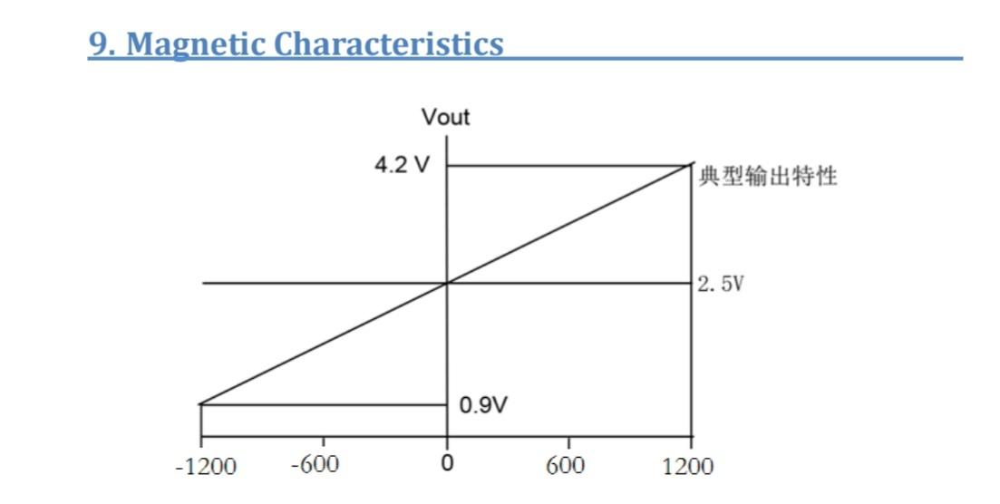 9. Magnetic Characteristics
Vout
4.2 V
典型输出特性
2.5V
0.9V
-1200 -600 0 600 1200